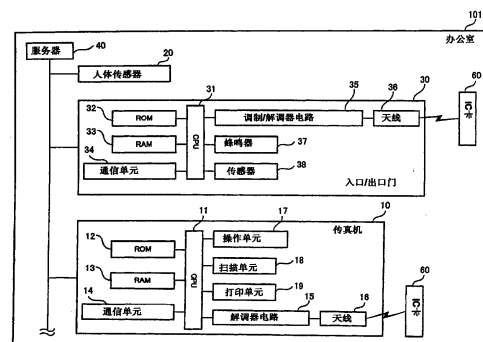 101
办公室
服务器
40
20
人体传感器
31
35
36
30
60
32
ROM
调制/解调器电路
天线
IC卡
33
RAM
CPU
蜂鸣器
37
34
通信单元
传感器
38
入口/出口门
10
11
17
传真机
12
操作单元
60
ROM
扫描单元
18
13
CPU
RAM
打印单元
19
14
15
16
IC卡
通信单元
解调器电路
天线